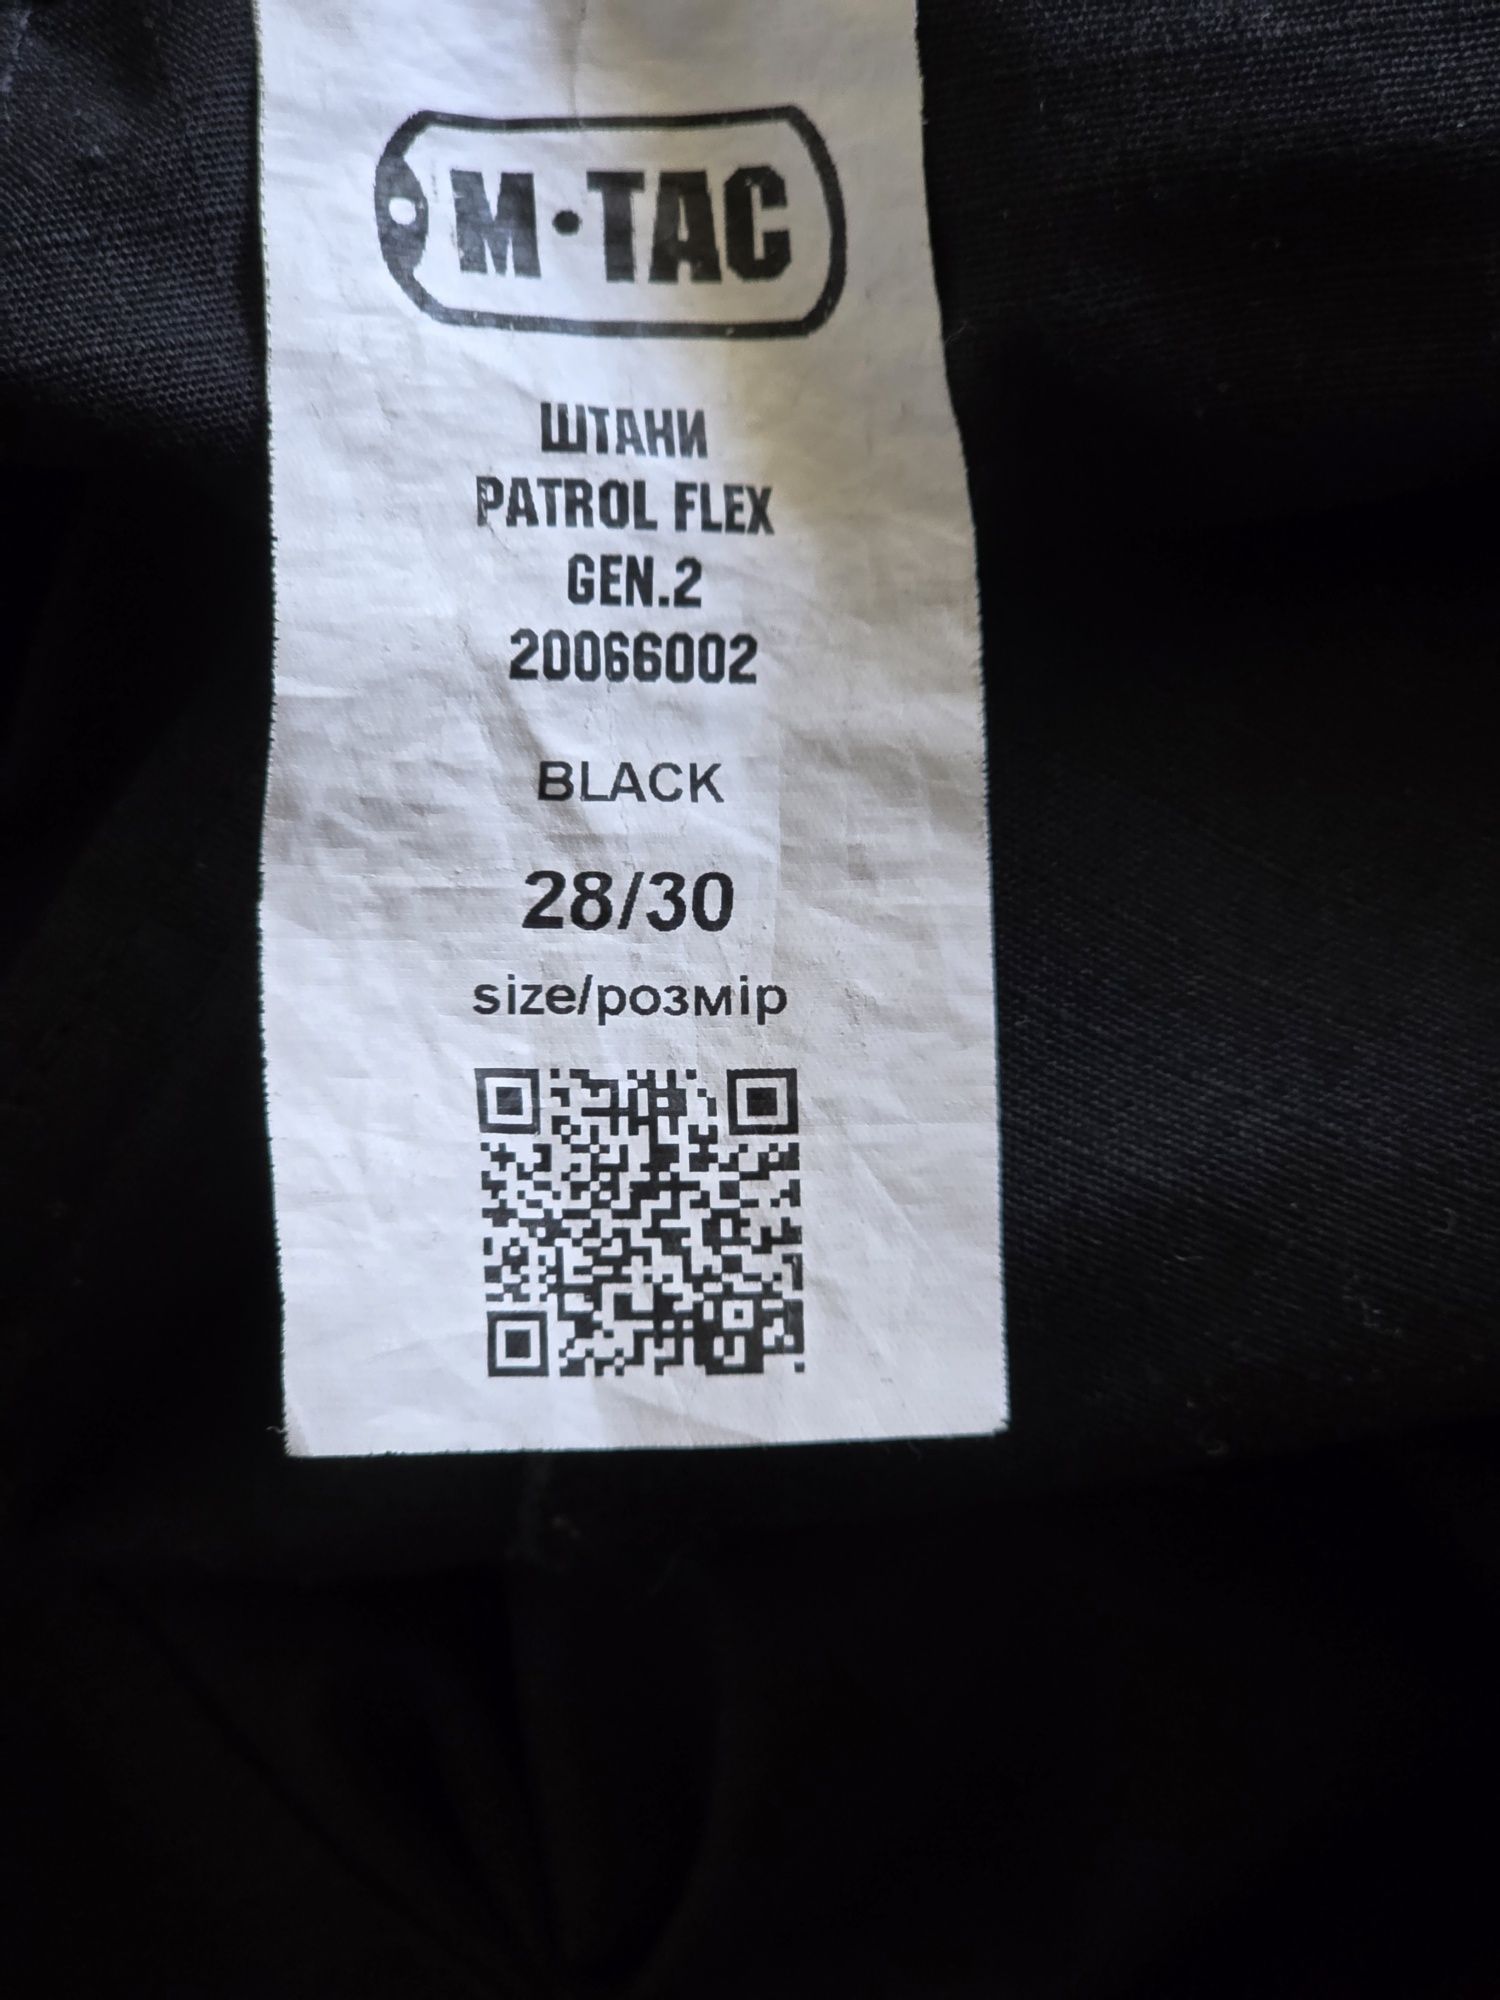 M·TAC
ШТАНИ
PATROL FLEX
GEN.2
20066002
BLACK
28/30
size/розмір